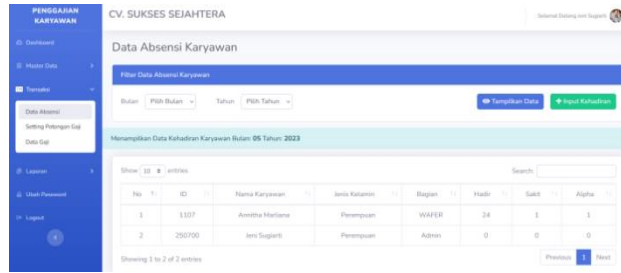 PENGGAJIAN
KARYAWAN
CV. SUKSES SEJAHTERA
Selamat Datang Jeni Sugiarti
Dashboard
Master Data
Transaksi
Data Absensi
Setting Potongan Gaji
Data Gaji
Laporan
Ubah Password
Logout
Data Absensi Karyawan
Filter Data Absensi Karyawan
Bulan Pilih Bulan Tahun Pilih Tahun Tampilkan Data + Input Kehadiran
Menampilkan Data Kehadiran Karyawan Bulan: 05 Tahun: 2023
Show 10 entries Search:
No ID Nama Karyawan Jenis Kelamin Bagian Hadir Sakit Alpha
1 1107 Perempuan WAFER 24 1 1
2 250700 Jeni Sugiarti Perempuan Admin 0 0 0
Showing 1 to 2 of 2 entries
Previous 1 Next